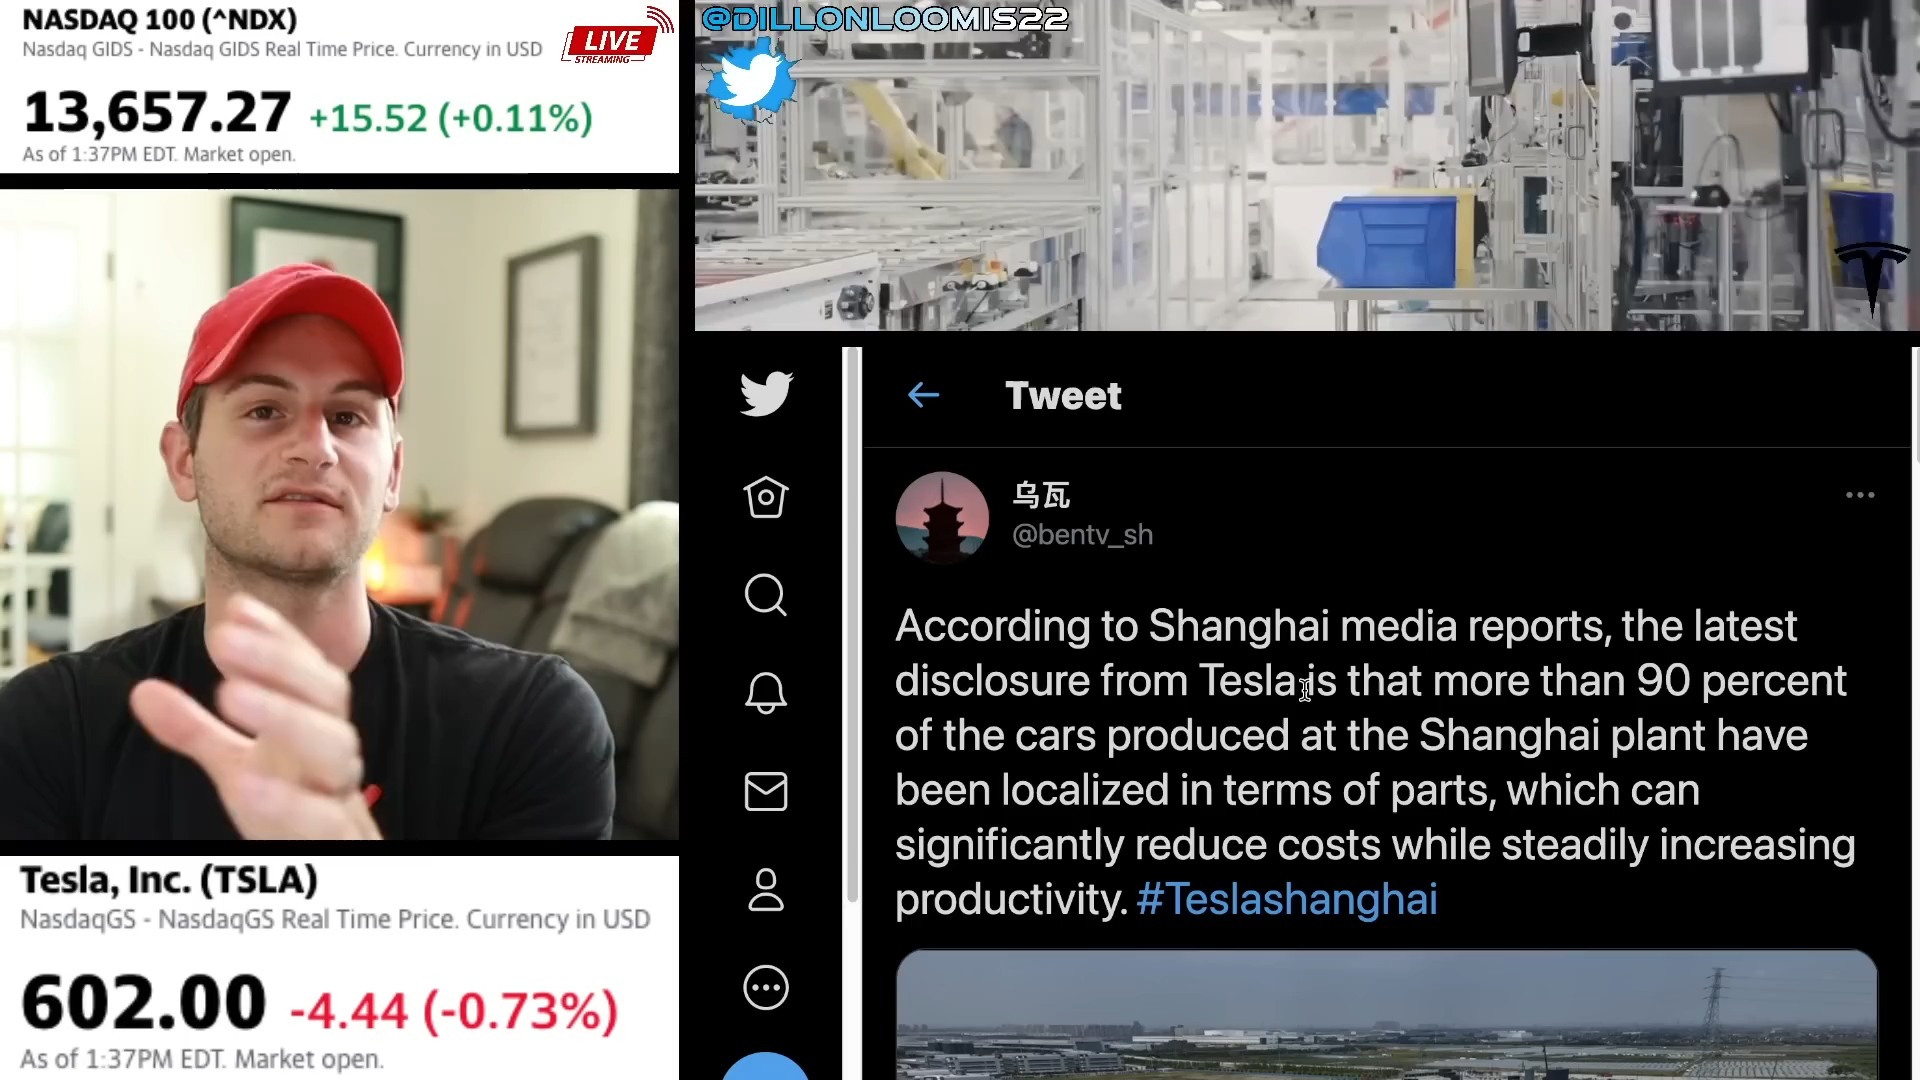 NASDAQ 100 (^NDX)
Nasdaq GIDS - Nasdaq GIDS Real Time Price. Currency in USD
LIVE
STREAMING
13,657.27 +15.52 (+0.11%)
As of 1:37PM EDT. Market open.
@DILLONLOOMIS22
Tweet
乌瓦
@bentv_sh
According to Shanghai media reports, the latest
disclosure from Tesla is that more than 90 percent
of the cars produced at the Shanghai plant have
been localized in terms of parts, which can
significantly reduce costs while steadily increasing
productivity. #Teslashanghai
Tesla, Inc. (TSLA)
NasdaqGS - NasdaqGS Real Time Price. Currency in USD
602.00 -4.44 (-0.73%)
As of 1:37PM EDT. Market open.